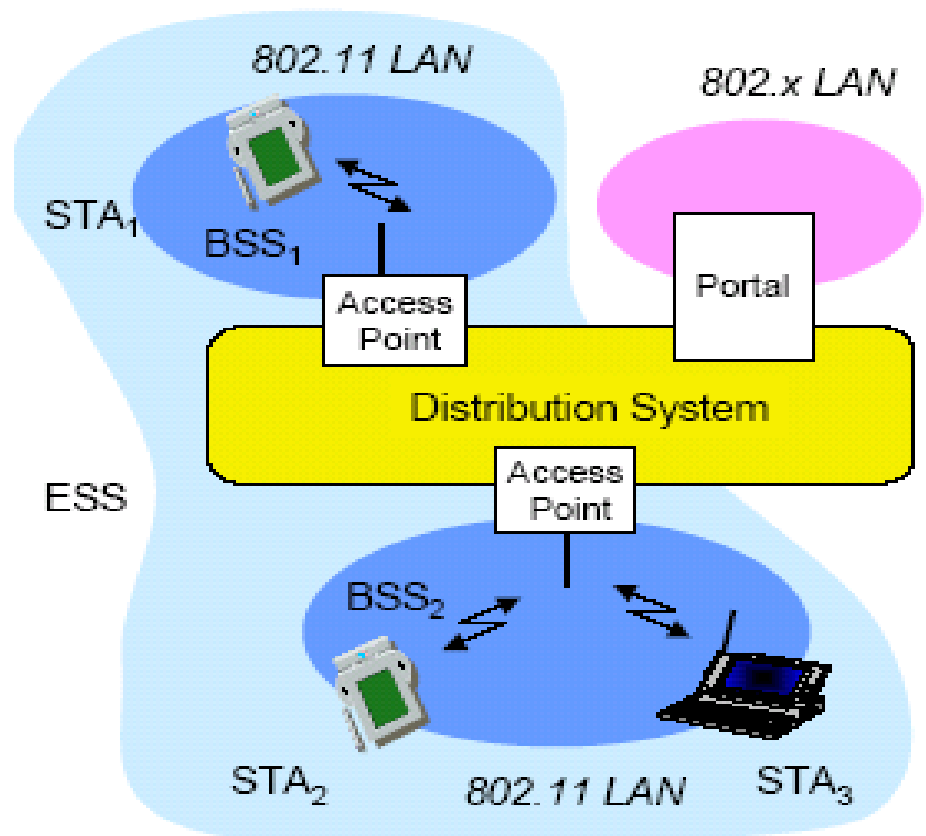 802.11 LAN
802.x LAN
STA₁
BSS₁
Access
Point
Portal
Distribution System
ESS
Access
Point
BSS₂
STA₂
802.11 LAN
STA₃